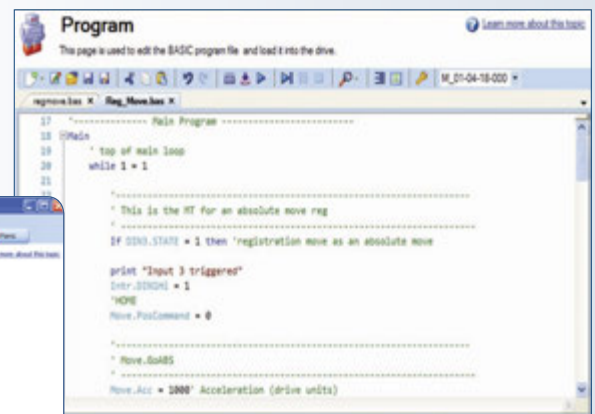 Program
Learn more about this topic
This page is used to edit the BASIC program file and load it into the drive.
M_01-04-18-000
regmove.bas X Reg_Move.bas X
17 '-------------- Main Program --------------------------
18 Main
19 ' top of main loop
20 while 1 = 1
21
' This is the MT for an absolute move reg
If DIN3.STATE = 1 then 'registration move as an absolute move
print "Input 3 triggered"
= 1
'HOME
Move.PosCommand = 0
' Move.GoABS
Move.Acc = 1000' Acceleration (drive units)
more about this topic